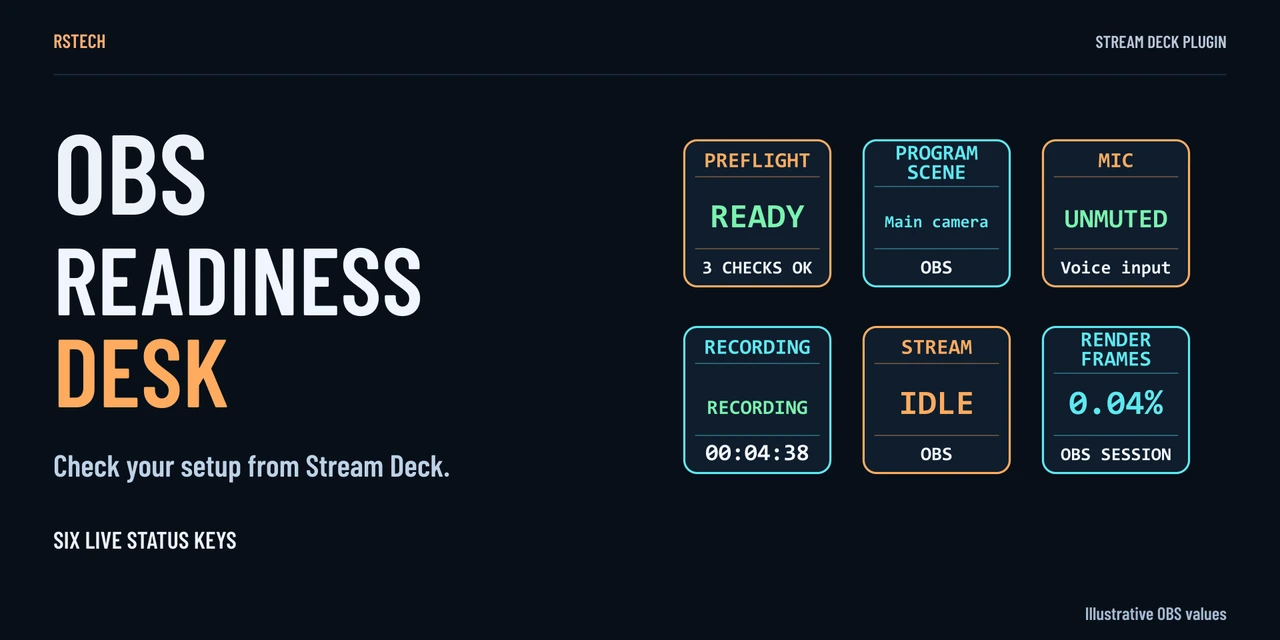 RSTECH
STREAM DECK PLUGIN
OBS
READINESS
DESK
Check your setup from Stream Deck.
SIX LIVE STATUS KEYS
PREFLIGHT
READY
3 CHECKS OK
PROGRAM
SCENE
Main camera
OBS
MIC
UNMUTED
Voice input
RECORDING
RECORDING
00:04:38
STREAM
IDLE
OBS
RENDER
FRAMES
0.04%
OBS SESSION
Illustrative OBS values